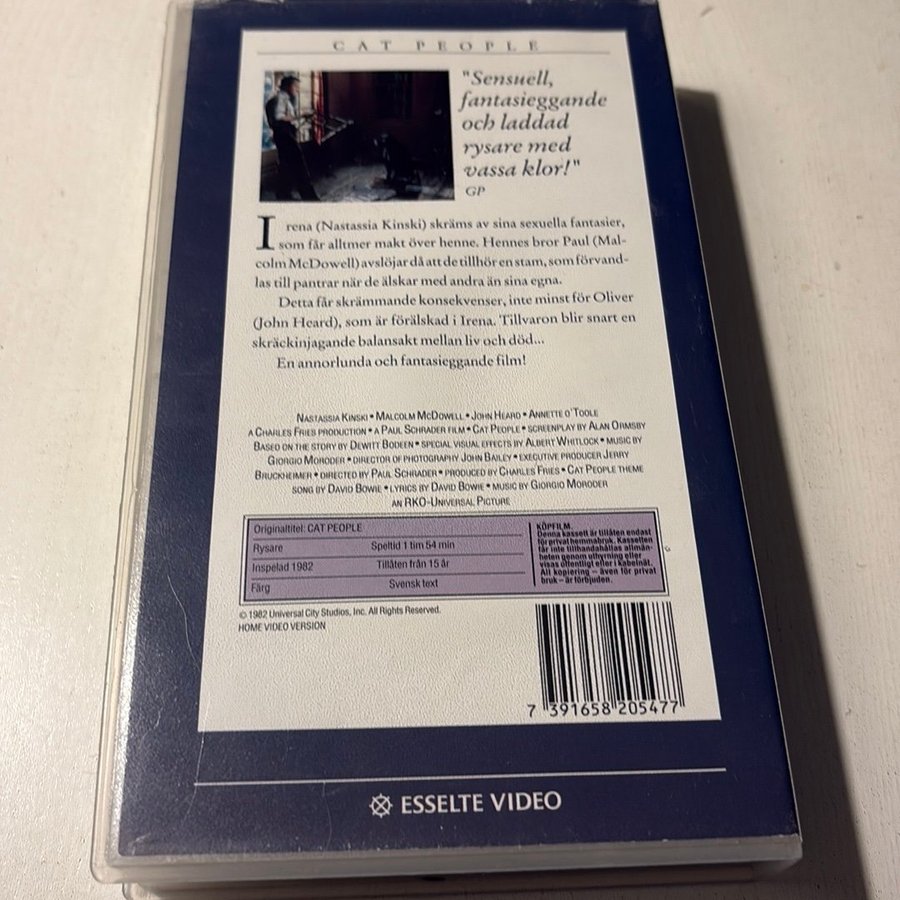 CAT PEOPLE
"Sensuell,
fantasieggande
och laddad
rysare med
vassa klor!"
GP
Irena (Nastassia Kinski) skräms av sina sexuella fantasier,
som får alltmer makt över henne. Hennes bror Paul (Mal-
colm McDowell) avslöjar då att de tillhör en stam, som förvand-
las till pantrar när de älskar med andra än sina egna.
Detta får skrämmande konsekvenser, inte minst för Oliver
(John Heard), som är förälskad i Irena. Tillvaron blir snart en
skräckinjagande balansakt mellan liv och död...
En annorlunda och fantasieggande film!
NASTASSIA KINSKI • MALCOLM MCDOWELL • JOHN HEARD • ANNETTE O'TOOLE
A CHARLES FRIES PRODUCTION • A PAUL SCHRADER FILM • CAT PEOPLE • SCREENPLAY BY ALAN ORMSBY
BASED ON THE STORY BY DEWITT BODEEN • SPECIAL VISUAL EFFECTS BY ALBERT WHITLOCK • MUSIC BY
GIORGIO MORODER • DIRECTOR OF PHOTOGRAPHY JOHN BAILEY • EXECUTIVE PRODUCER JERRY
BRUCKHEIMER • DIRECTED BY PAUL SCHRADER • PRODUCED BY CHARLES FRIES • CAT PEOPLE THEME
SONG BY DAVID BOWIE • LYRICS BY DAVID BOWIE • MUSIC BY GIORGIO MORODER
AN RKO-UNIVERSAL PICTURE
Originaltitel: CAT PEOPLE
Rysare Speltid 1 tim 54 min
Inspelad 1982 Tillåten från 15 år
Färg Svensk text
KÖPFILM.
Denna kassett är tillåten endast
för privat hemmabruk. Kassetten
får inte tillhandahållas allmän-
heten genom uthyrning eller
visas offentligt eller i kabelnät.
All kopiering – även för privat
bruk – är förbjuden.
© 1982 Universal City Studios, Inc. All Rights Reserved.
HOME VIDEO VERSION
7 391658 205477
ESSELTE VIDEO